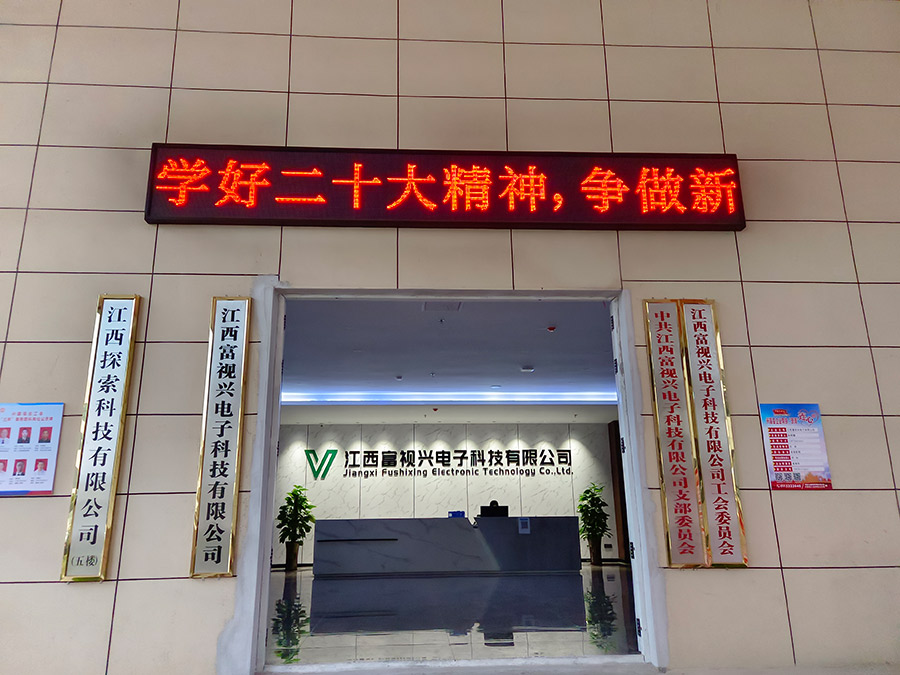 学好二十大精神，争做新
江西探索科技有限公司
(五楼)
江西富视兴电子科技有限公司
江西富视兴电子科技有限公司
Jiangxi Fushixing Electronic Technology Co.,Ltd.
中共江西富视兴电子科技有限公司支部委员会
江西富视兴电子科技有限公司工会委员会